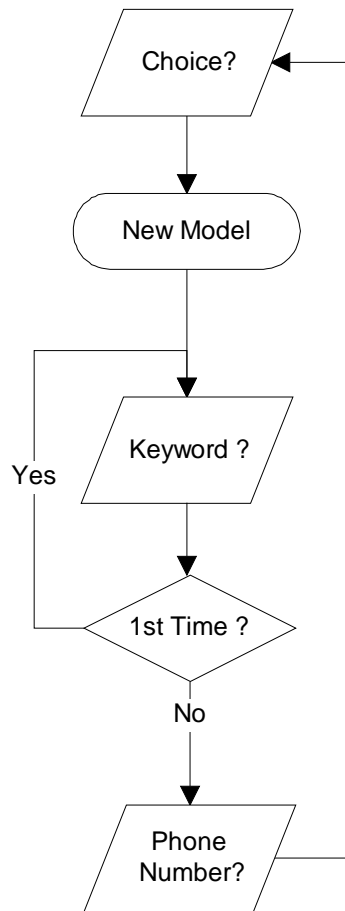 Choice?
New Model
Keyword ?
Yes
1st Time ?
No
Phone
Number?